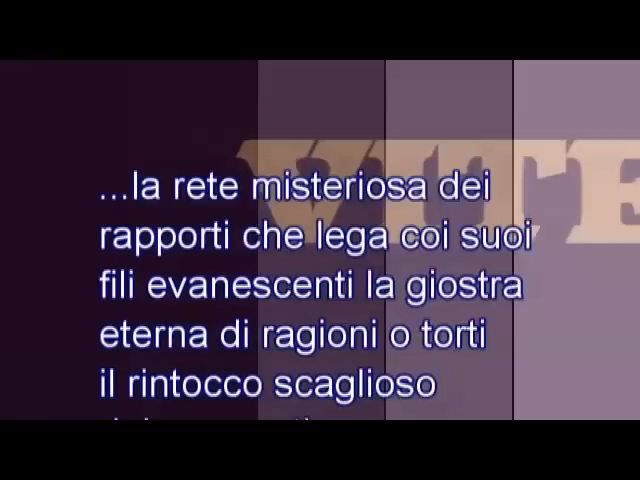 VITE
...la rete misteriosa dei
rapporti che lega coi suoi
fili evanescenti la giostra
eterna di ragioni o torti
il rintocco scaglioso